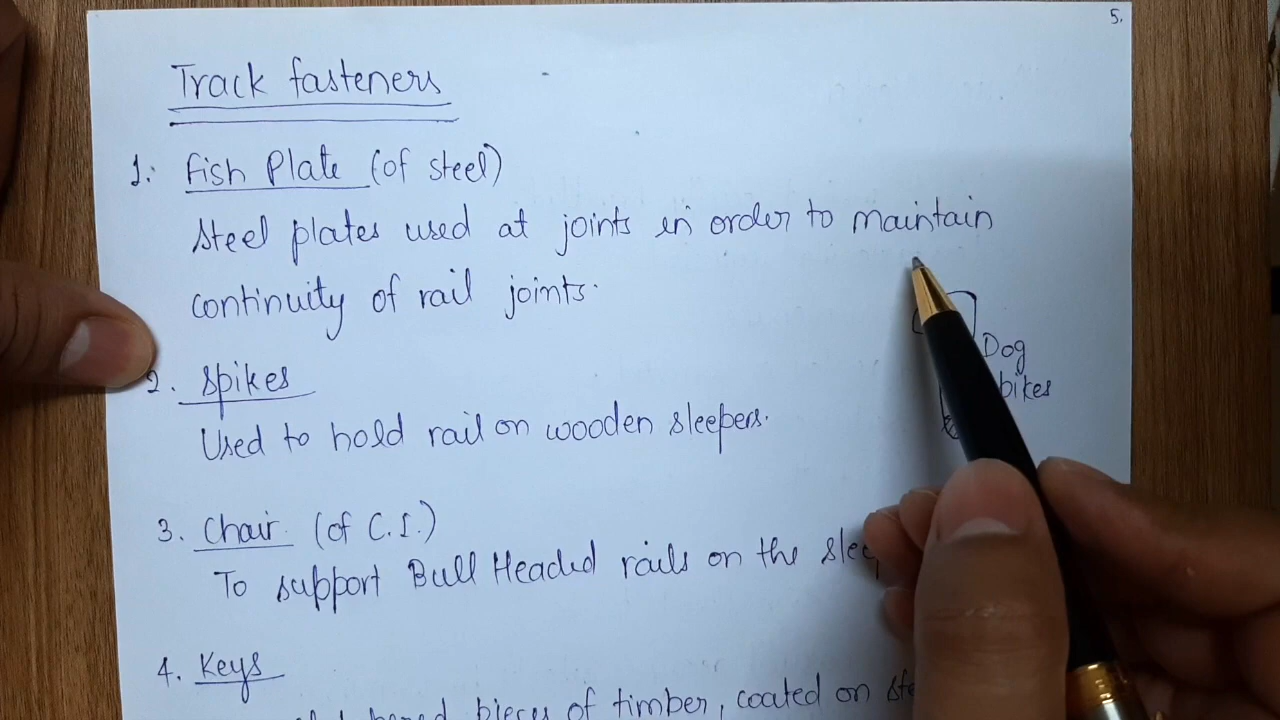 5.
Track fasteners
1. Fish Plate (of steel)
Steel plates used at joints in order to maintain
continuity of rail joints.
Dog
2. Spikes
Used to hold rail on wooden sleepers.
3. Chair. (of C.I.)
To support Bull Headed rails on the
4. Keys
pieces of timber, coated on